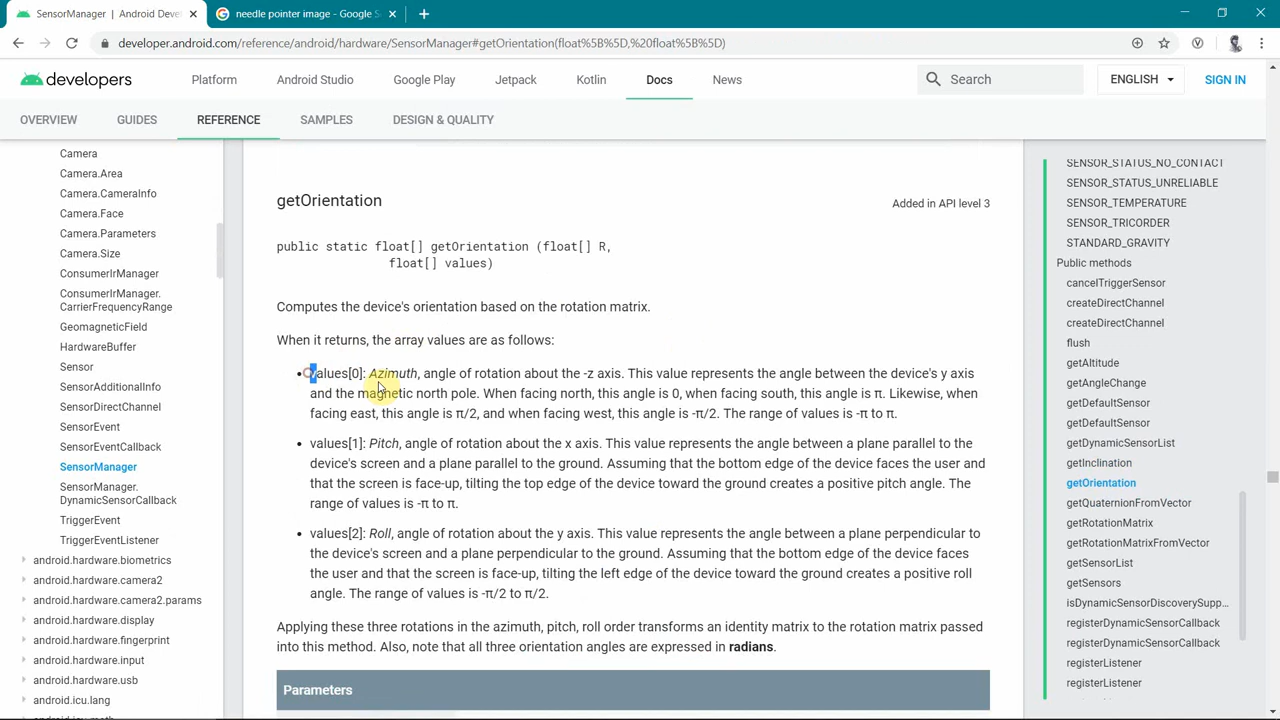 SensorManager | Android Devel
needle pointer image - Google S
developer.android.com/reference/android/hardware/SensorManager#getOrientation(float%5B%5D,%20float%5B%5D)
developers
Platform
Android Studio
Google Play
Jetpack
Kotlin
Docs
News
Search
ENGLISH
SIGN IN
OVERVIEW
GUIDES
REFERENCE
SAMPLES
DESIGN & QUALITY
Camera
Camera.Area
Camera.CameraInfo
Camera.Face
Camera.Parameters
Camera.Size
ConsumerIrManager
ConsumerIrManager.
CarrierFrequencyRange
GeomagneticField
HardwareBuffer
Sensor
SensorAdditionalInfo
SensorDirectChannel
SensorEvent
SensorEventCallback
SensorManager
SensorManager.
DynamicSensorCallback
TriggerEvent
TriggerEventListener
android.hardware.biometrics
android.hardware.camera2
android.hardware.camera2.params
android.hardware.display
android.hardware.fingerprint
android.hardware.input
android.hardware.usb
android.icu.lang
getOrientation
Added in API level 3
public static float[] getOrientation (float[] R,
float[] values)
Computes the device's orientation based on the rotation matrix.
When it returns, the array values are as follows:
values[0]: Azimuth, angle of rotation about the -z axis. This value represents the angle between the device's y axis
and the magnetic north pole. When facing north, this angle is 0, when facing south, this angle is π. Likewise, when
facing east, this angle is π/2, and when facing west, this angle is -π/2. The range of values is -π to π.
values[1]: Pitch, angle of rotation about the x axis. This value represents the angle between a plane parallel to the
device's screen and a plane parallel to the ground. Assuming that the bottom edge of the device faces the user and
that the screen is face-up, tilting the top edge of the device toward the ground creates a positive pitch angle. The
range of values is -π to π.
values[2]: Roll, angle of rotation about the y axis. This value represents the angle between a plane perpendicular to
the device's screen and a plane perpendicular to the ground. Assuming that the bottom edge of the device faces
the user and that the screen is face-up, tilting the left edge of the device toward the ground creates a positive roll
angle. The range of values is -π/2 to π/2.
Applying these three rotations in the azimuth, pitch, roll order transforms an identity matrix to the rotation matrix passed
into this method. Also, note that all three orientation angles are expressed in radians.
Parameters
SENSOR_STATUS_NO_CONTACT
SENSOR_STATUS_UNRELIABLE
SENSOR_TEMPERATURE
SENSOR_TRICORDER
STANDARD_GRAVITY
Public methods
cancelTriggerSensor
createDirectChannel
createDirectChannel
flush
getAltitude
getAngleChange
getDefaultSensor
getDefaultSensor
getDynamicSensorList
getInclination
getOrientation
getQuaternionFromVector
getRotationMatrix
getRotationMatrixFromVector
getSensorList
getSensors
isDynamicSensorDiscoverySupp...
registerDynamicSensorCallback
registerDynamicSensorCallback
registerListener
registerListener